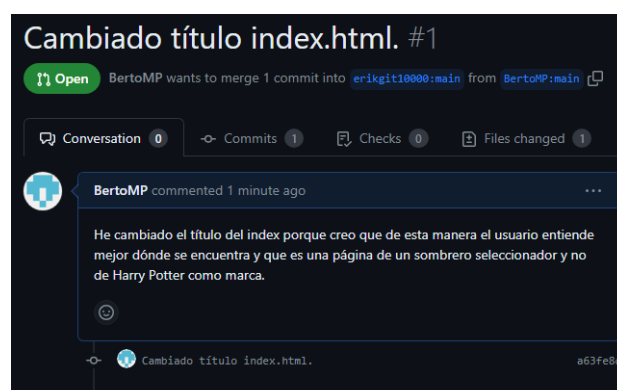 Cambiado título index.html. #1
Open BertoMP wants to merge 1 commit into erikgit10000:main from BertoMP:main
Conversation 0 Commits 1 Checks 0 Files changed 1
BertoMP commented 1 minute ago
He cambiado el título del index porque creo que de esta manera el usuario entiende
mejor dónde se encuentra y que es una página de un sombrero seleccionador y no
de Harry Potter como marca.
Cambiado título index.html.